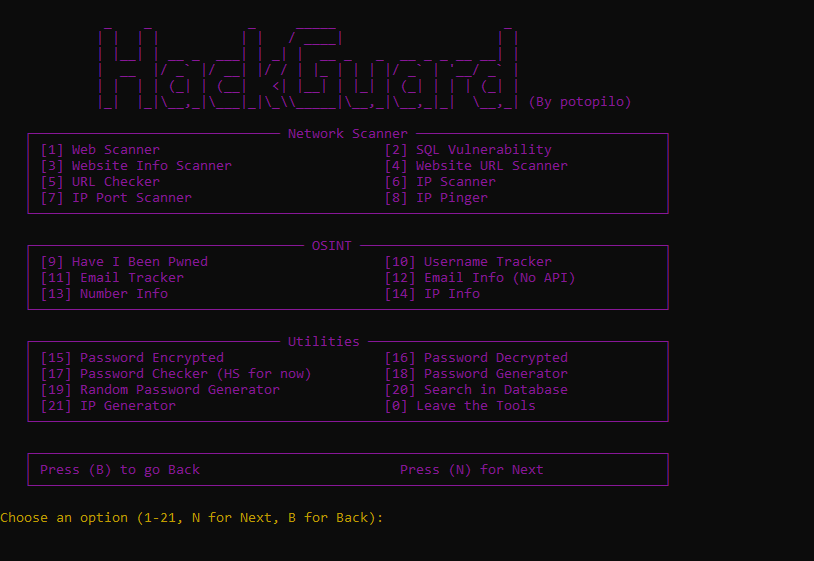 HackGuard (By potopilo)
Network Scanner
[1] Web Scanner [2] SQL Vulnerability
[3] Website Info Scanner [4] Website URL Scanner
[5] URL Checker [6] IP Scanner
[7] IP Port Scanner [8] IP Pinger
OSINT
[9] Have I Been Pwned [10] Username Tracker
[11] Email Tracker [12] Email Info (No API)
[13] Number Info [14] IP Info
Utilities
[15] Password Encrypted [16] Password Decrypted
[17] Password Checker (HS for now) [18] Password Generator
[19] Random Password Generator [20] Search in Database
[21] IP Generator [0] Leave the Tools
Press (B) to go Back Press (N) for Next
Choose an option (1-21, N for Next, B for Back):